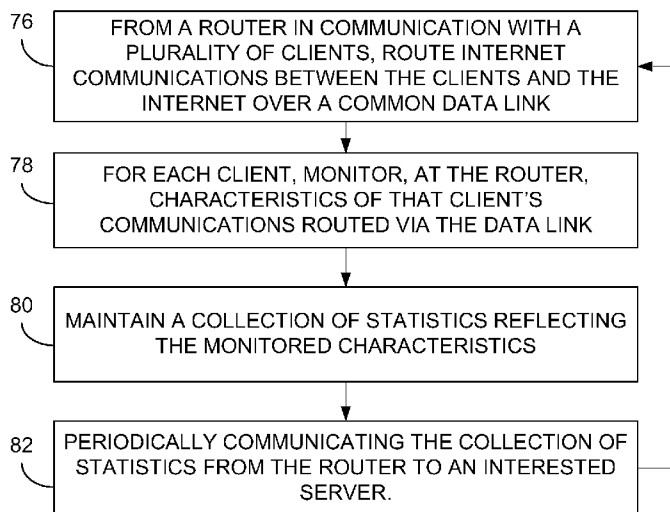 76
FROM A ROUTER IN COMMUNICATION WITH A
PLURALITY OF CLIENTS, ROUTE INTERNET
COMMUNICATIONS BETWEEN THE CLIENTS AND THE
INTERNET OVER A COMMON DATA LINK
78
FOR EACH CLIENT, MONITOR, AT THE ROUTER,
CHARACTERISTICS OF THAT CLIENT'S
COMMUNICATIONS ROUTED VIA THE DATA LINK
80
MAINTAIN A COLLECTION OF STATISTICS REFLECTING
THE MONITORED CHARACTERISTICS
82
PERIODICALLY COMMUNICATING THE COLLECTION OF
STATISTICS FROM THE ROUTER TO AN INTERESTED
SERVER.